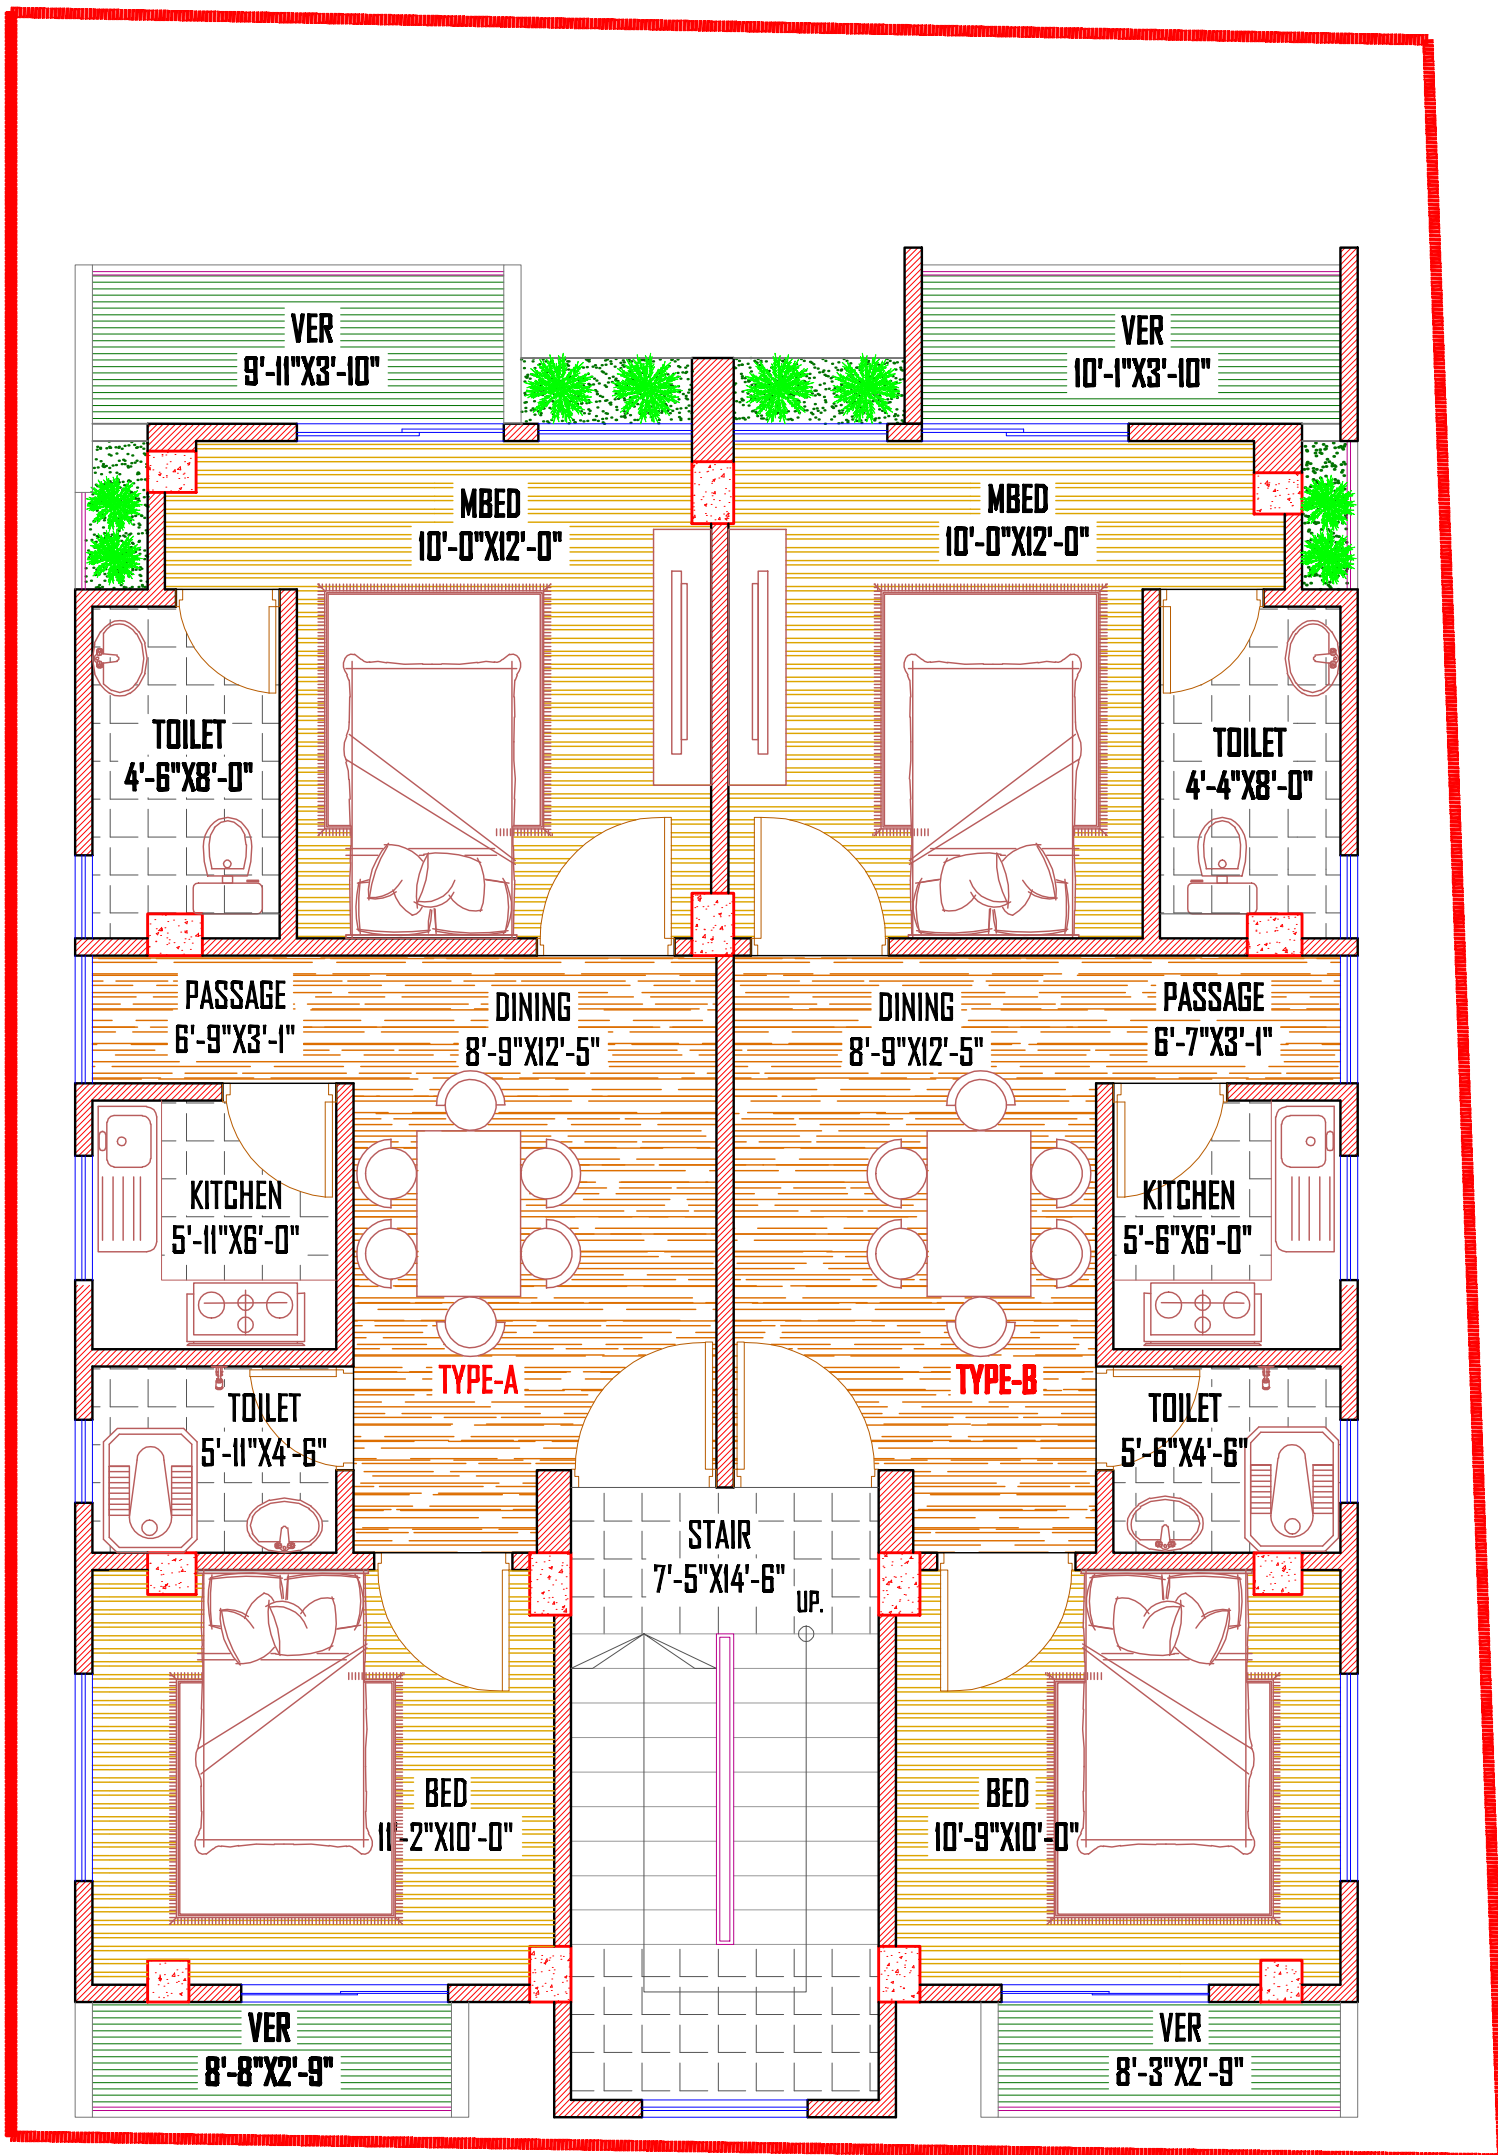 VER
9'-11"X3'-10"
VER
10'-1"X3'-10"
MBED
10'-0"X12'-0"
MBED
10'-0"X12'-0"
TOILET
4'-6"X8'-0"
TOILET
4'-4"X8'-0"
PASSAGE
6'-9"X3'-1"
DINING
8'-9"X12'-5"
DINING
8'-9"X12'-5"
PASSAGE
6'-7"X3'-1"
KITCHEN
5'-11"X6'-0"
KITCHEN
5'-6"X6'-0"
TYPE-A
TYPE-B
TOILET
5'-11"X4'-6"
TOILET
5'-6"X4'-6"
STAIR
7'-5"X14'-6"
UP.
BED
11'-2"X10'-0"
BED
10'-9"X10'-0"
VER
8'-8"X2'-9"
VER
8'-3"X2'-9"